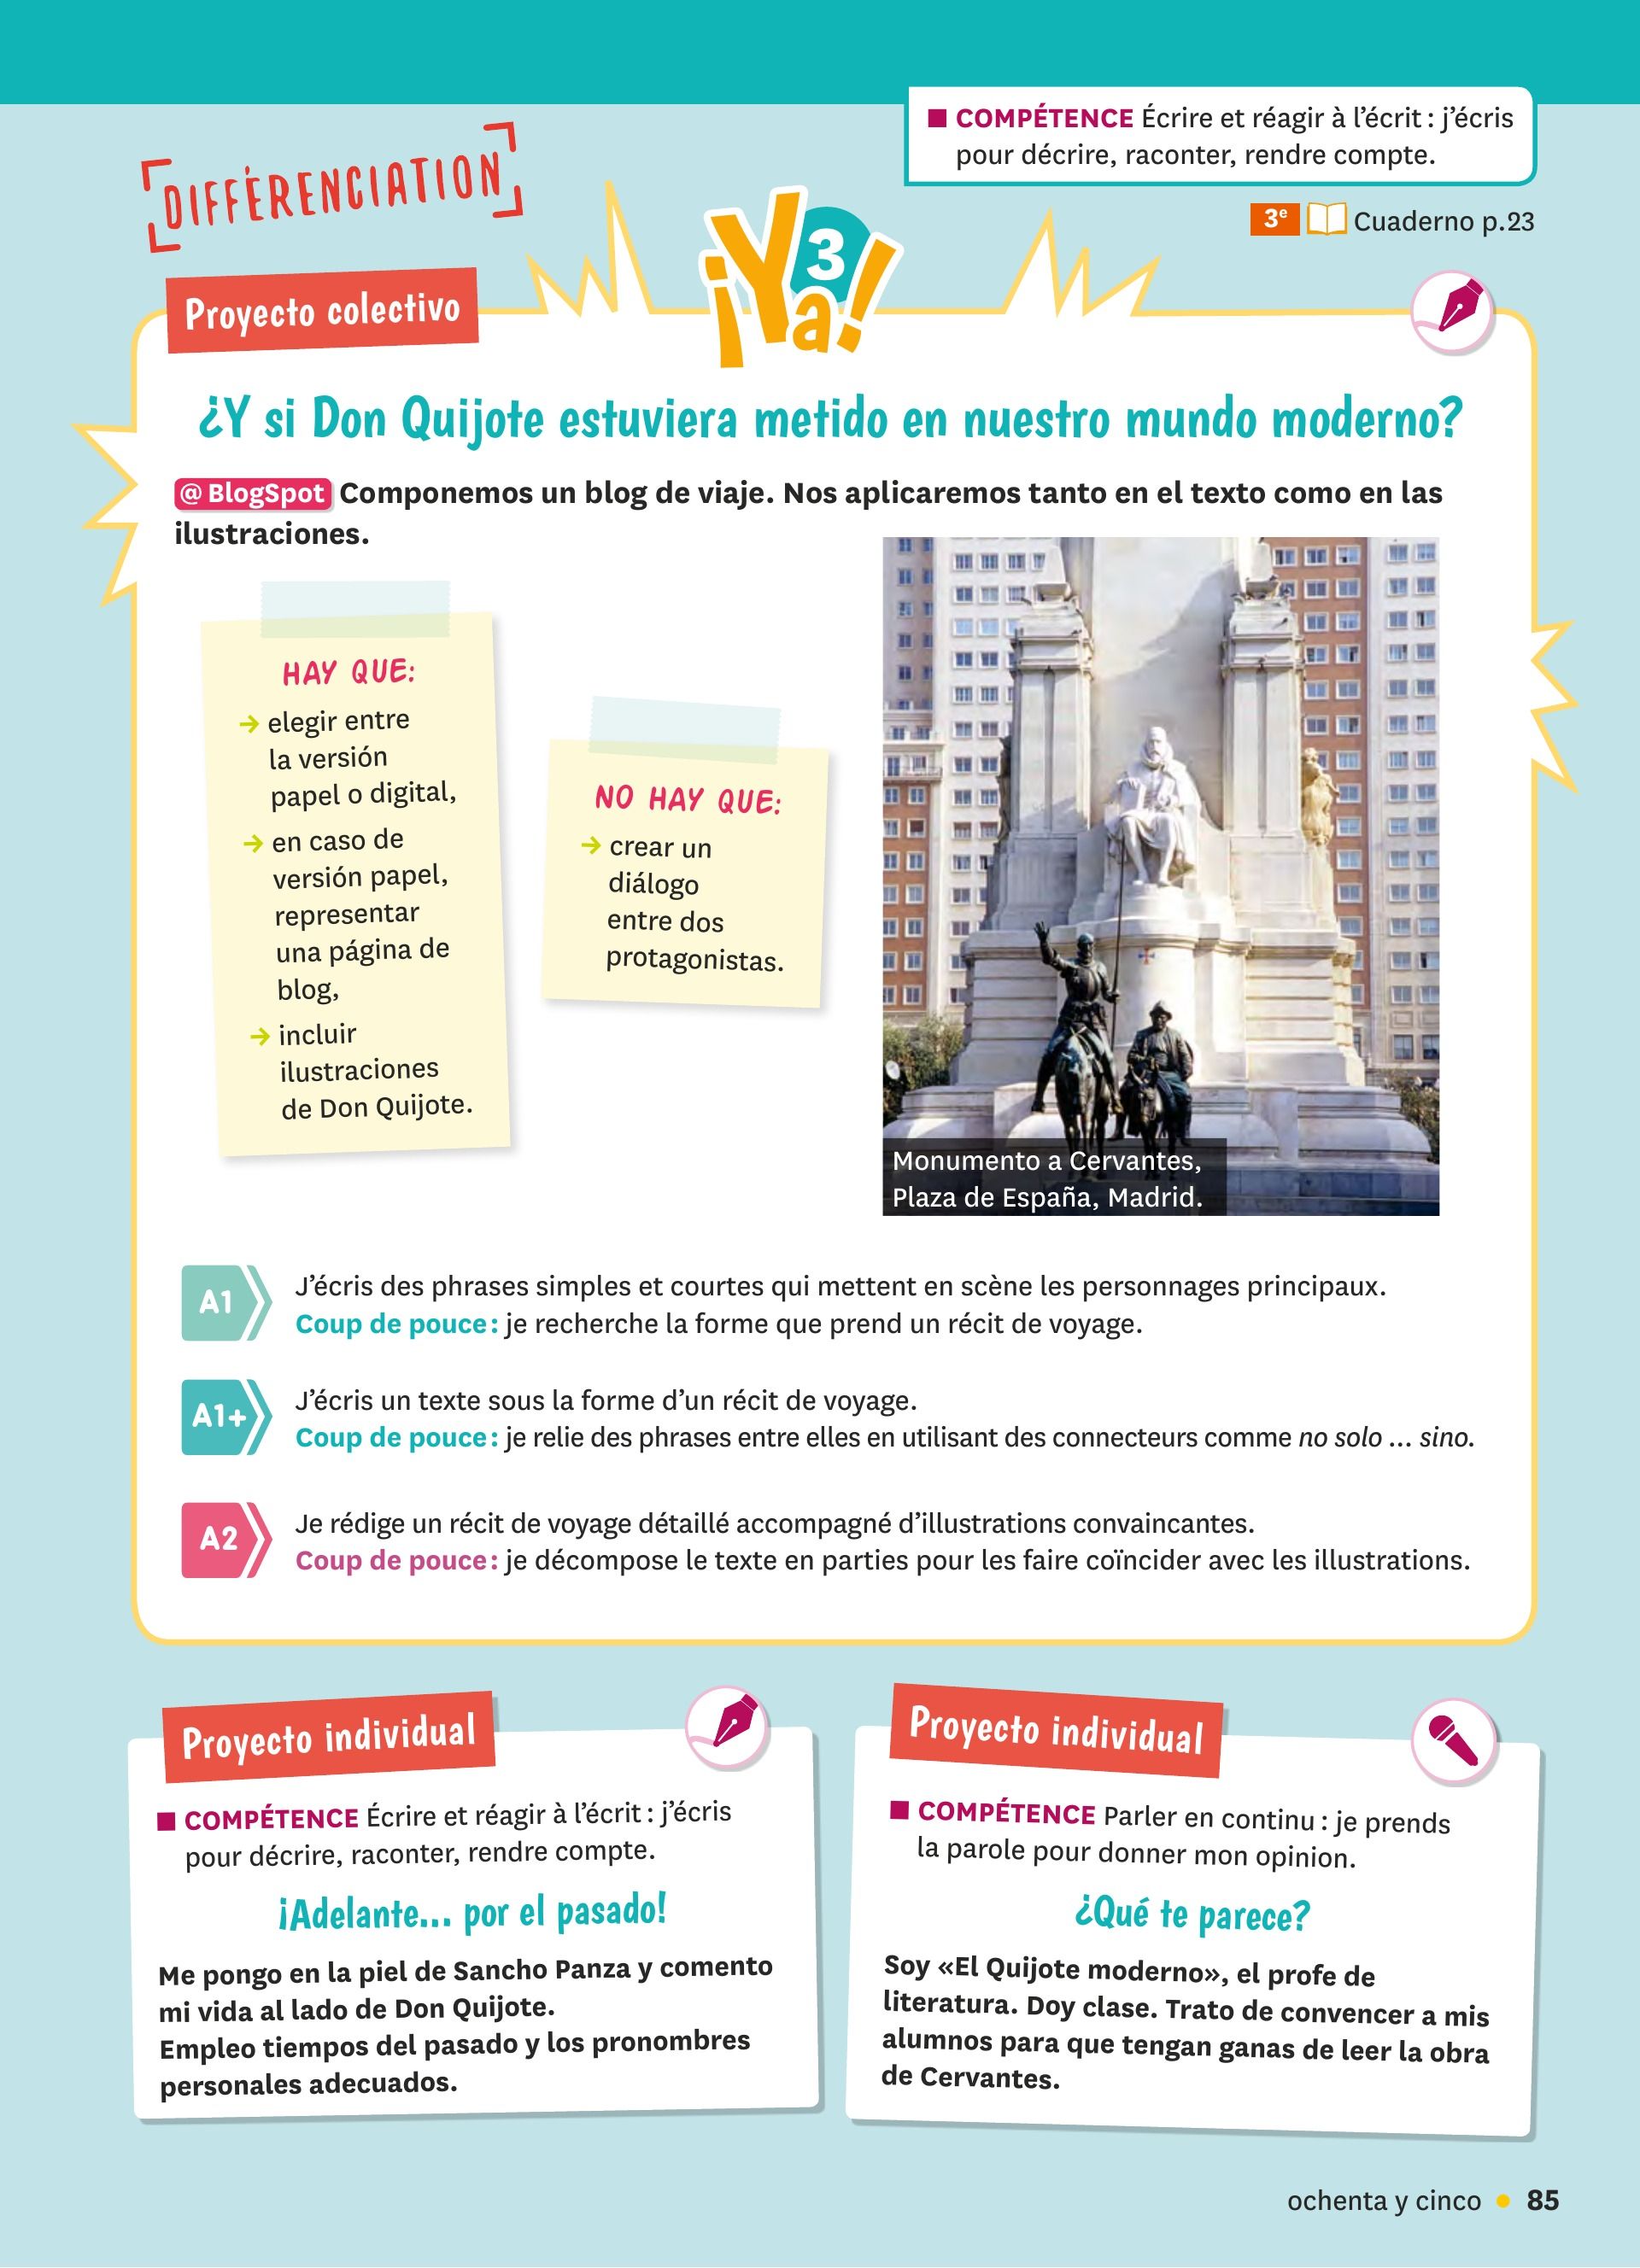 ■ COMPÉTENCE Écrire et réagir à l'écrit : j'écris
pour décrire, raconter, rendre compte.
DIFFÉRENCIATION
3e Cuaderno p. 23
¡Ya! 3
Proyecto colectivo
¿Y si Don Quijote estuviera metido en nuestro mundo moderno?
@ BlogSpot Componemos un blog de viaje. Nos aplicaremos tanto en el texto como en las
ilustraciones.
HAY QUE:
→ elegir entre
la versión
papel o digital,
→ en caso de
versión papel,
representar
una página de
blog,
→ incluir
ilustraciones
de Don Quijote.
NO HAY QUE:
→ crear un
diálogo
entre dos
protagonistas.
Monumento a Cervantes,
Plaza de España, Madrid.
A1
J'écris des phrases simples et courtes qui mettent en scène les personnages principaux.
Coup de pouce : je recherche la forme que prend un récit de voyage.
A1+
J'écris un texte sous la forme d'un récit de voyage.
Coup de pouce : je relie des phrases entre elles en utilisant des connecteurs comme no solo ... sino.
A2
Je rédige un récit de voyage détaillé accompagné d'illustrations convaincantes.
Coup de pouce : je décompose le texte en parties pour les faire coïncider avec les illustrations.
Proyecto individual
■ COMPÉTENCE Écrire et réagir à l'écrit : j'écris
pour décrire, raconter, rendre compte.
¡Adelante... por el pasado!
Me pongo en la piel de Sancho Panza y comento
mi vida al lado de Don Quijote.
Empleo tiempos del pasado y los pronombres
personales adecuados.
Proyecto individual
■ COMPÉTENCE Parler en continu : je prends
la parole pour donner mon opinion.
¿Qué te parece?
Soy «El Quijote moderno», el profe de
literatura. Doy clase. Trato de convencer a mis
alumnos para que tengan ganas de leer la obra
de Cervantes.
ochenta y cinco • 85